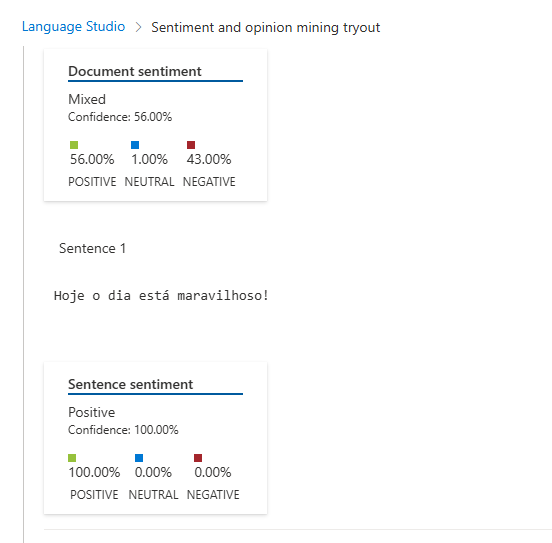 Language Studio > Sentiment and opinion mining tryout
Document sentiment
Mixed
Confidence: 56.00%
56.00% 1.00% 43.00%
POSITIVE NEUTRAL NEGATIVE
Sentence 1
Hoje o dia está maravilhoso!
Sentence sentiment
Positive
Confidence: 100.00%
100.00% 0.00% 0.00%
POSITIVE NEUTRAL NEGATIVE